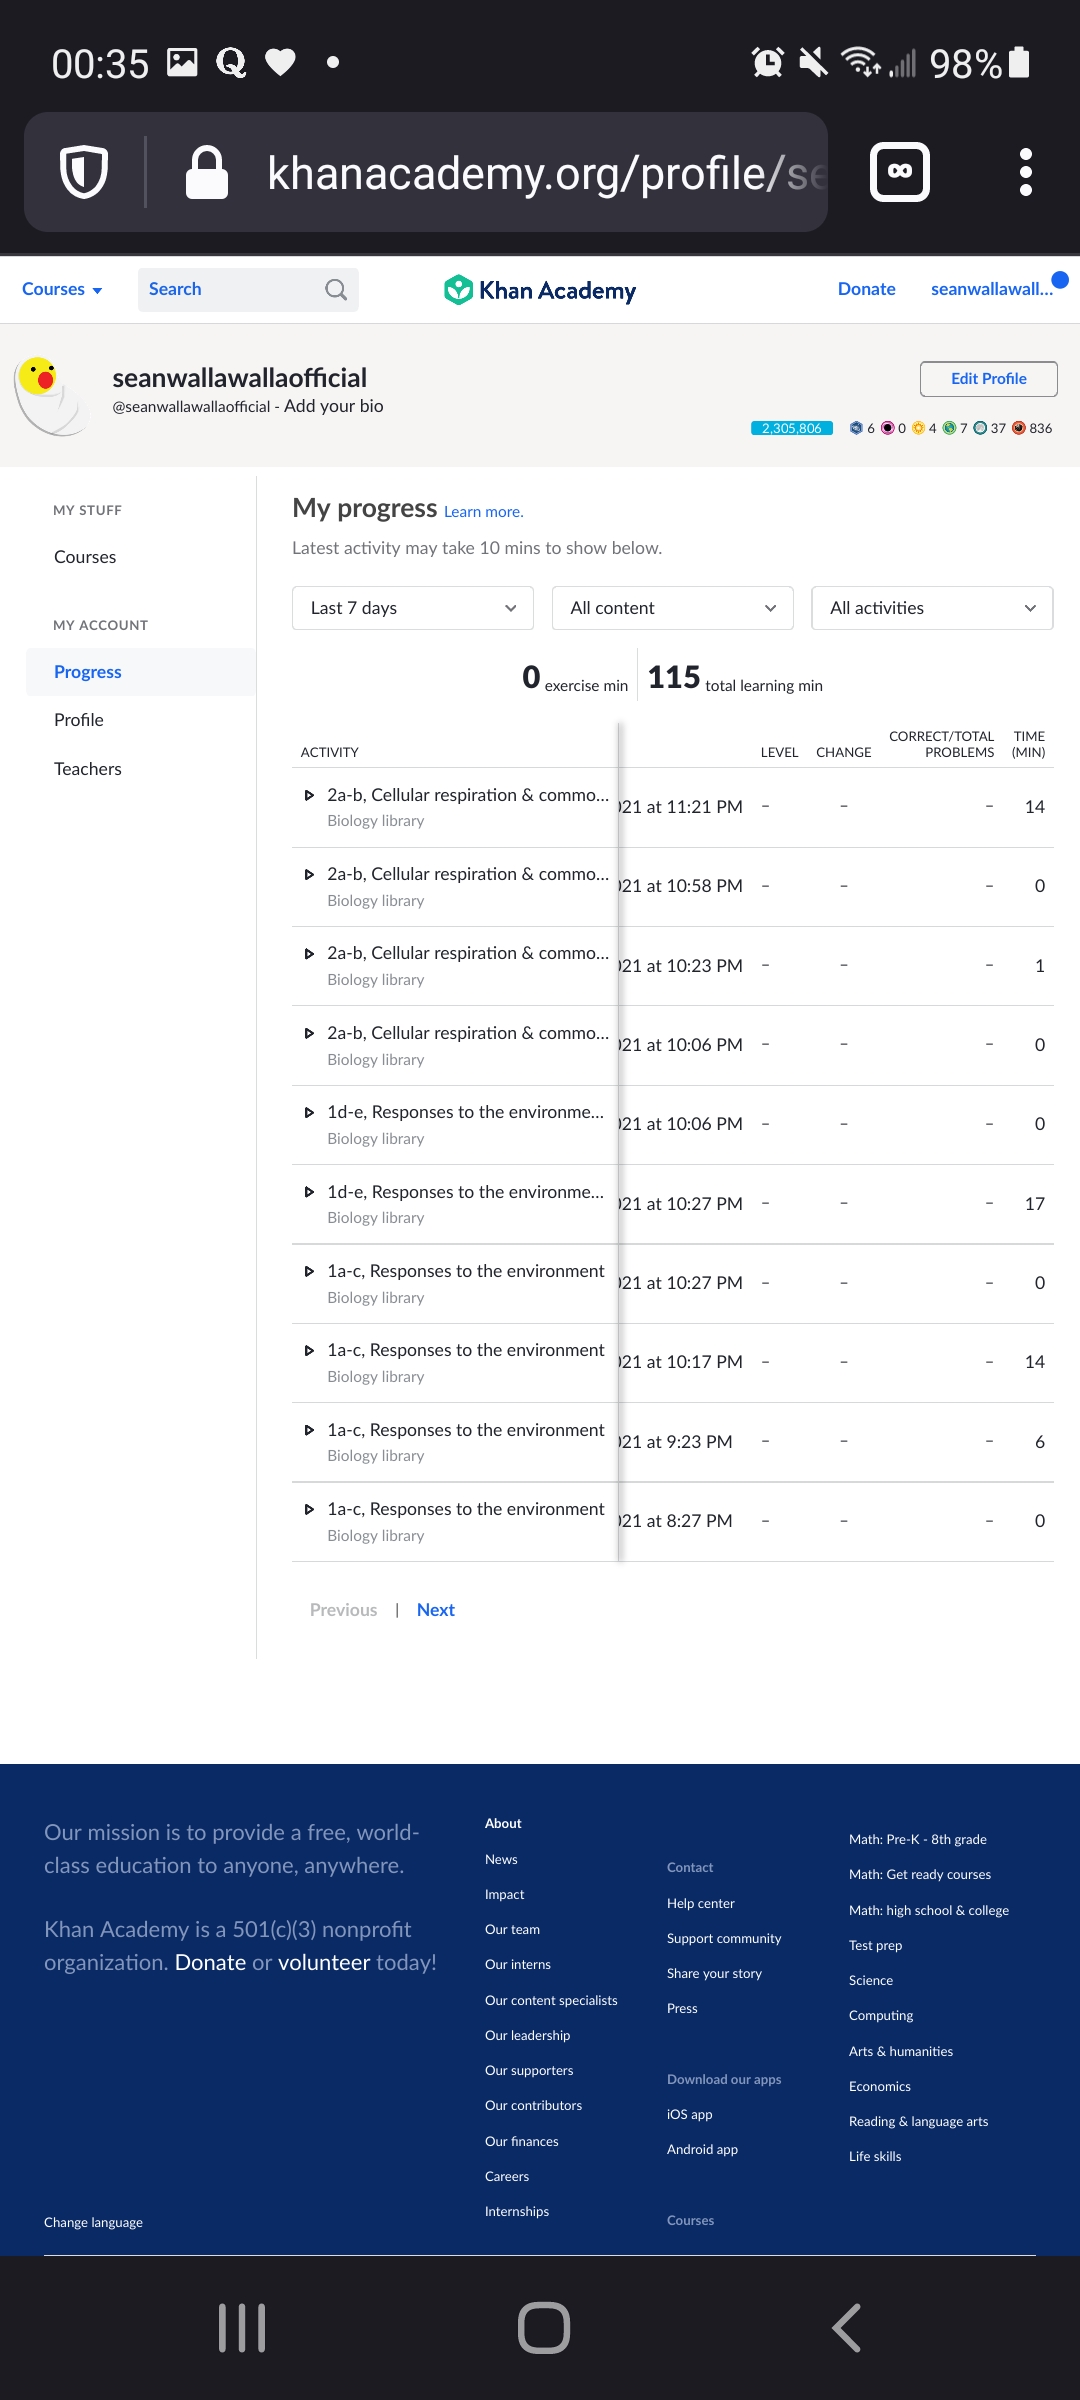 00:35 98%
khanacademy.org/profile/se
Courses Search Khan Academy Donate seanwallawall...
seanwallawallaofficial
@seanwallawallaofficial - Add your bio
Edit Profile
2,305,806 6 0 4 7 37 836
MY STUFF
Courses
MY ACCOUNT
Progress
Profile
Teachers
My progress Learn more.
Latest activity may take 10 mins to show below.
Last 7 days All content All activities
0 exercise min 115 total learning min
ACTIVITY LEVEL CHANGE CORRECT/TOTAL PROBLEMS TIME (MIN)
2a-b, Cellular respiration & commo... 021 at 11:21 PM – – – 14
Biology library
2a-b, Cellular respiration & commo... 021 at 10:58 PM – – – 0
Biology library
2a-b, Cellular respiration & commo... 021 at 10:23 PM – – – 1
Biology library
2a-b, Cellular respiration & commo... 021 at 10:06 PM – – – 0
Biology library
1d-e, Responses to the environme... 021 at 10:06 PM – – – 0
Biology library
1d-e, Responses to the environme... 021 at 10:27 PM – – – 17
Biology library
1a-c, Responses to the environment 021 at 10:27 PM – – – 0
Biology library
1a-c, Responses to the environment 021 at 10:17 PM – – – 14
Biology library
1a-c, Responses to the environment 021 at 9:23 PM – – – 6
Biology library
1a-c, Responses to the environment 021 at 8:27 PM – – – 0
Biology library
Previous | Next
Our mission is to provide a free, world-
class education to anyone, anywhere.
Khan Academy is a 501(c)(3) nonprofit
organization. Donate or volunteer today!
Change language
About
News
Impact
Our team
Our interns
Our content specialists
Our leadership
Our supporters
Our contributors
Our finances
Careers
Internships
Contact
Help center
Support community
Share your story
Press
Download our apps
iOS app
Android app
Courses
Math: Pre-K - 8th grade
Math: Get ready courses
Math: high school & college
Test prep
Science
Computing
Arts & humanities
Economics
Reading & language arts
Life skills